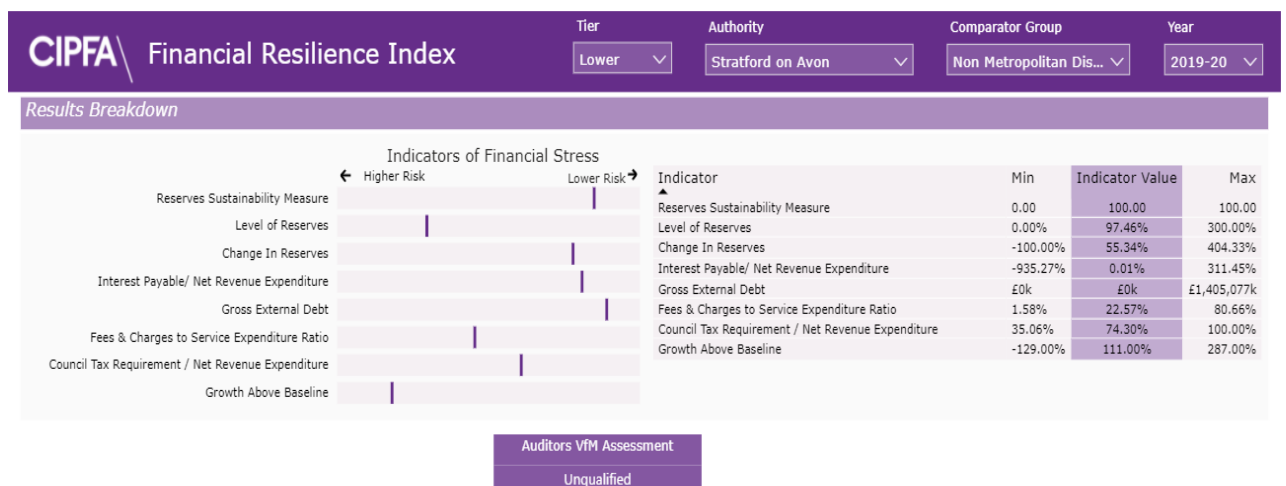 CIPFA\ Financial Resilience Index
Tier
Lower
Authority
Stratford on Avon
Comparator Group
Non Metropolitan Dis...
Year
2019-20
Results Breakdown
Indicators of Financial Stress
← Higher Risk Lower Risk →
Reserves Sustainability Measure
Level of Reserves
Change In Reserves
Interest Payable/ Net Revenue Expenditure
Gross External Debt
Fees & Charges to Service Expenditure Ratio
Council Tax Requirement / Net Revenue Expenditure
Growth Above Baseline
Indicator Min Indicator Value Max
Reserves Sustainability Measure 0.00 100.00 100.00
Level of Reserves 0.00% 97.46% 300.00%
Change In Reserves -100.00% 55.34% 404.33%
Interest Payable/ Net Revenue Expenditure -935.27% 0.01% 311.45%
Gross External Debt £0k £0k £1,405,077k
Fees & Charges to Service Expenditure Ratio 1.58% 22.57% 80.66%
Council Tax Requirement / Net Revenue Expenditure 35.06% 74.30% 100.00%
Growth Above Baseline -129.00% 111.00% 287.00%
Auditors VfM Assessment
Unqualified